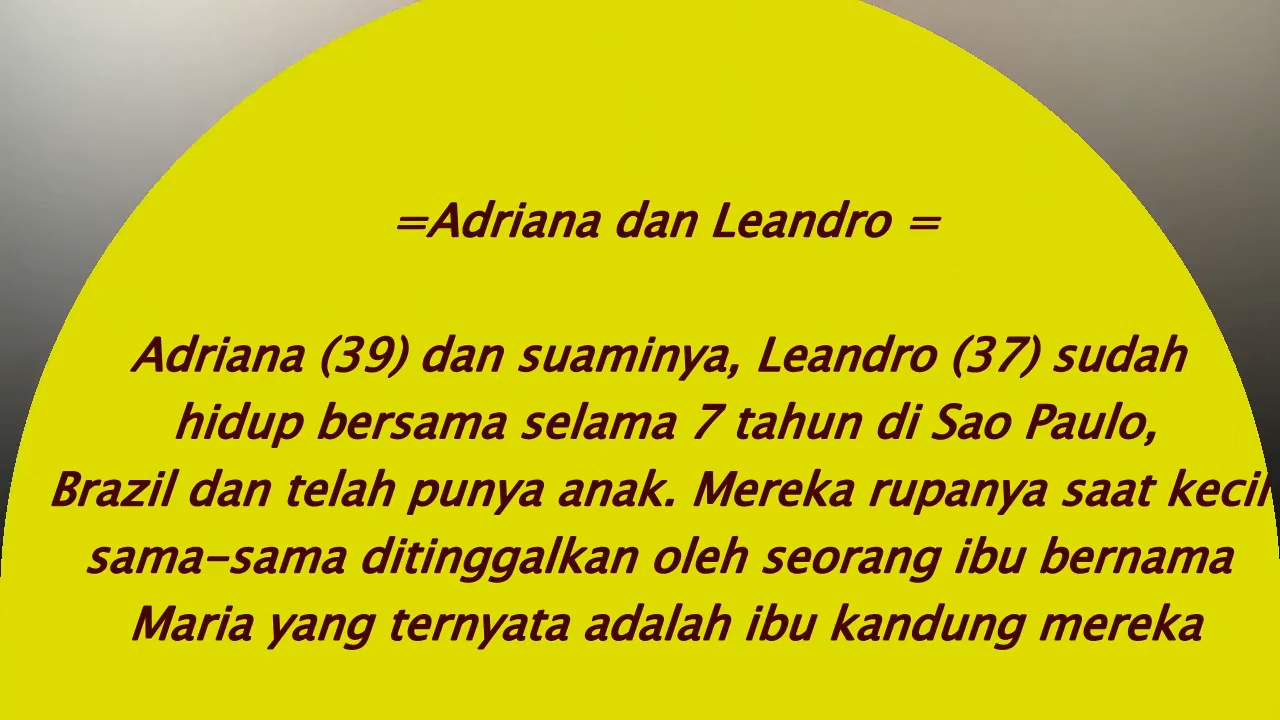 =Adriana dan Leandro =
Adriana (39) dan suaminya, Leandro (37) sudah
hidup bersama selama 7 tahun di Sao Paulo,
Brazil dan telah punya anak. Mereka rupanya saat kecil
sama-sama ditinggalkan oleh seorang ibu bernama
Maria yang ternyata adalah ibu kandung mereka